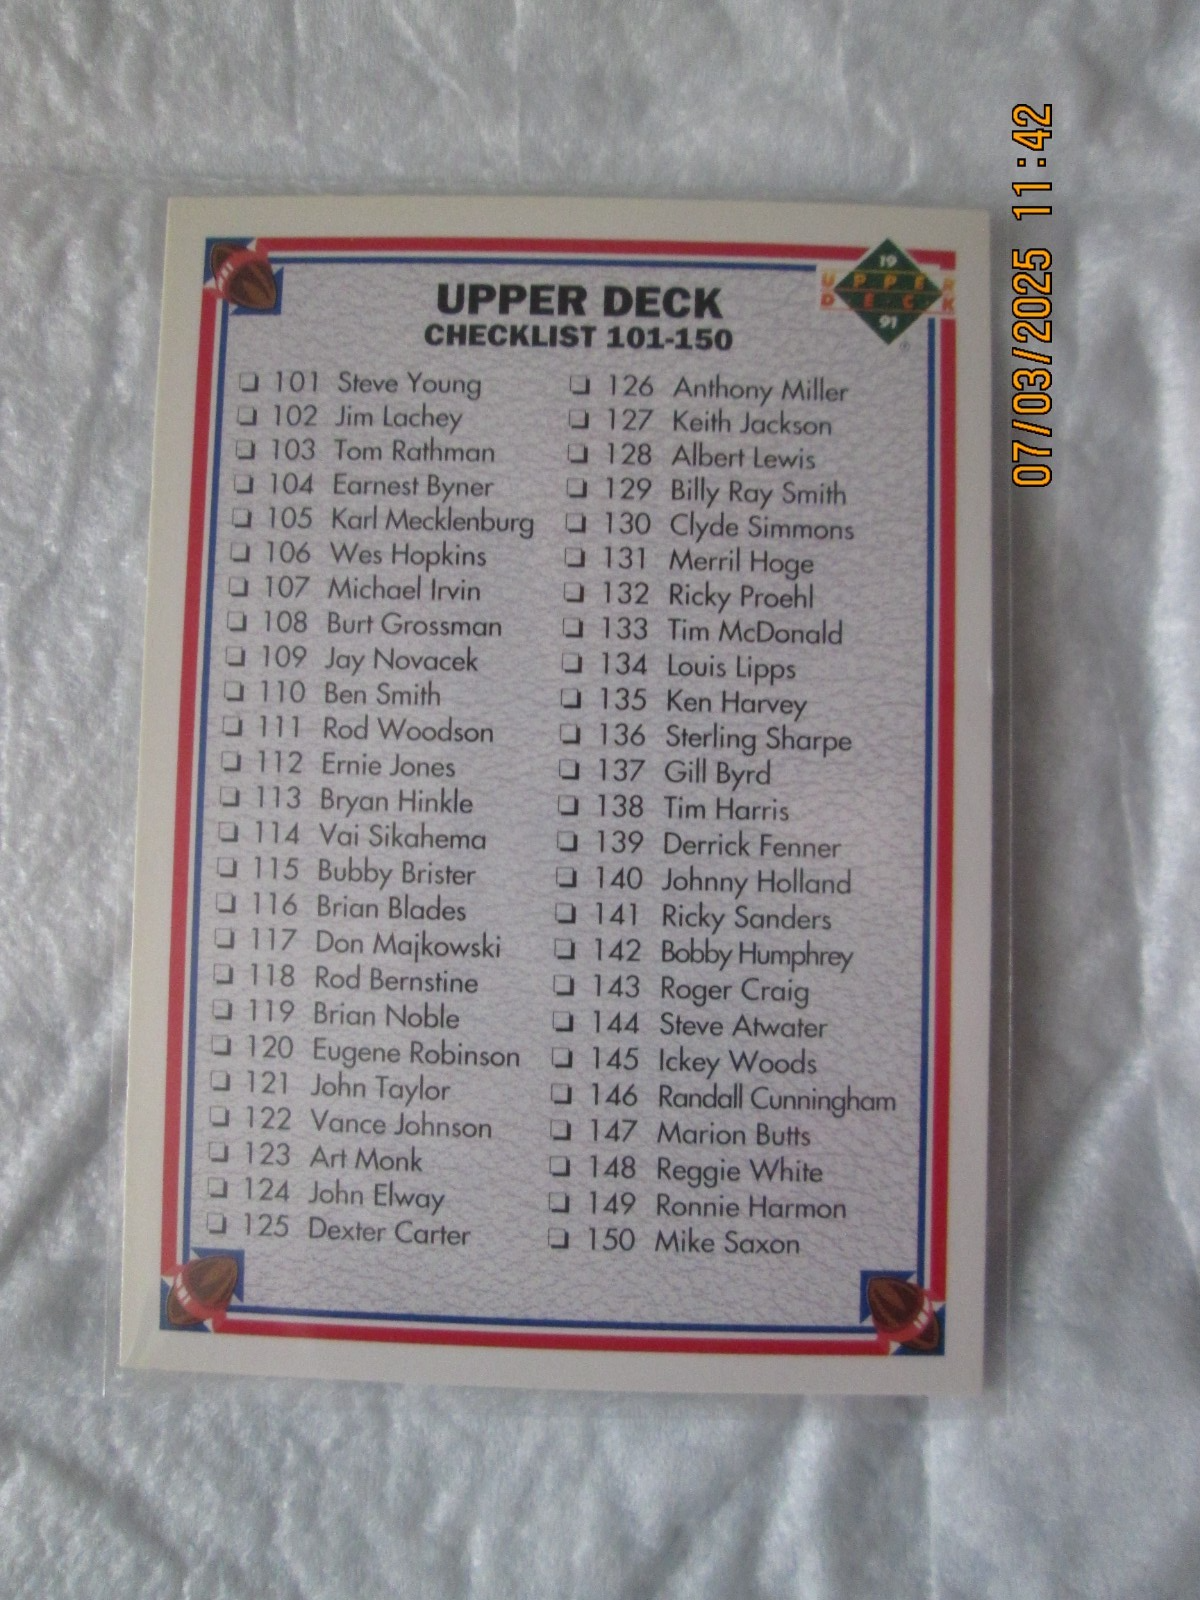 UPPER DECK
CHECKLIST 101-150
19
UPPER
DECK
91
101 Steve Young
102 Jim Lachey
103 Tom Rathman
104 Earnest Byner
105 Karl Mecklenburg
106 Wes Hopkins
107 Michael Irvin
108 Burt Grossman
109 Jay Novacek
110 Ben Smith
111 Rod Woodson
112 Ernie Jones
113 Bryan Hinkle
114 Vai Sikahema
115 Bubby Brister
116 Brian Blades
117 Don Majkowski
118 Rod Bernstine
119 Brian Noble
120 Eugene Robinson
121 John Taylor
122 Vance Johnson
123 Art Monk
124 John Elway
125 Dexter Carter
126 Anthony Miller
127 Keith Jackson
128 Albert Lewis
129 Billy Ray Smith
130 Clyde Simmons
131 Merril Hoge
132 Ricky Proehl
133 Tim McDonald
134 Louis Lipps
135 Ken Harvey
136 Sterling Sharpe
137 Gill Byrd
138 Tim Harris
139 Derrick Fenner
140 Johnny Holland
141 Ricky Sanders
142 Bobby Humphrey
143 Roger Craig
144 Steve Atwater
145 Ickey Woods
146 Randall Cunningham
147 Marion Butts
148 Reggie White
149 Ronnie Harmon
150 Mike Saxon
07/03/2025 11:42